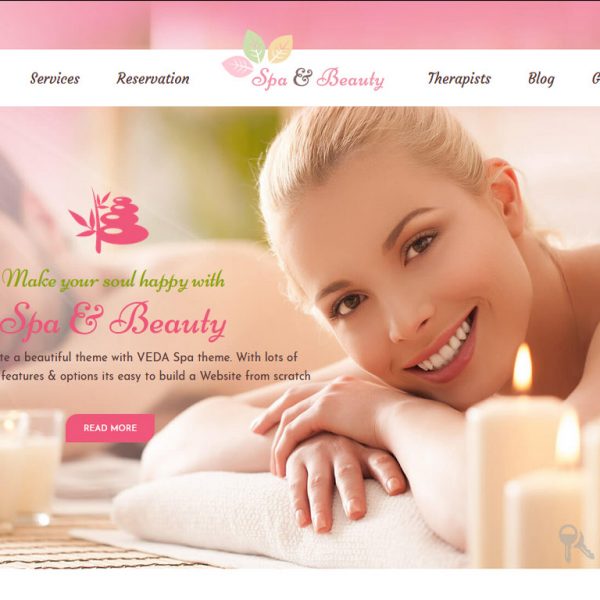 Services Reservation Spa & Beauty Therapists Blog G
Make your soul happy with
Spa & Beauty
te a beautiful theme with VEDA Spa theme. With lots of
features & options its easy to build a Website from scratch
READ MORE